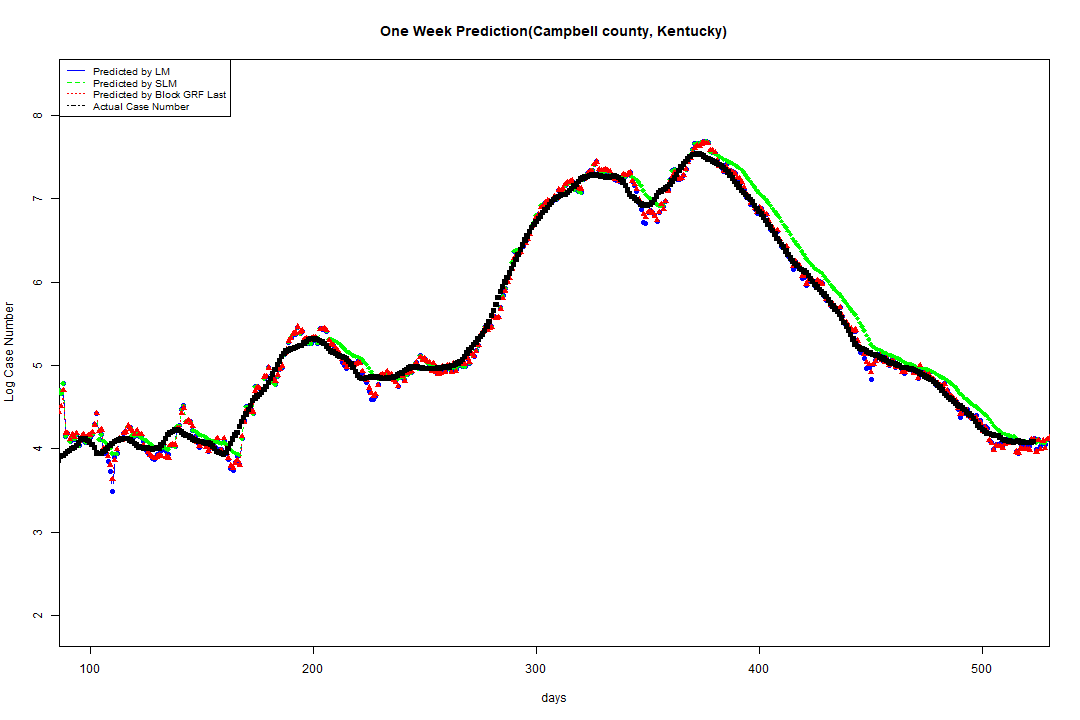 One Week Prediction(Campbell county, Kentucky)
Predicted by LM
Predicted by SLM
Predicted by Block GRF Last
Actual Case Number
8
7
6
5
4
3
2
Log Case Number
100 200 300 400 500
days